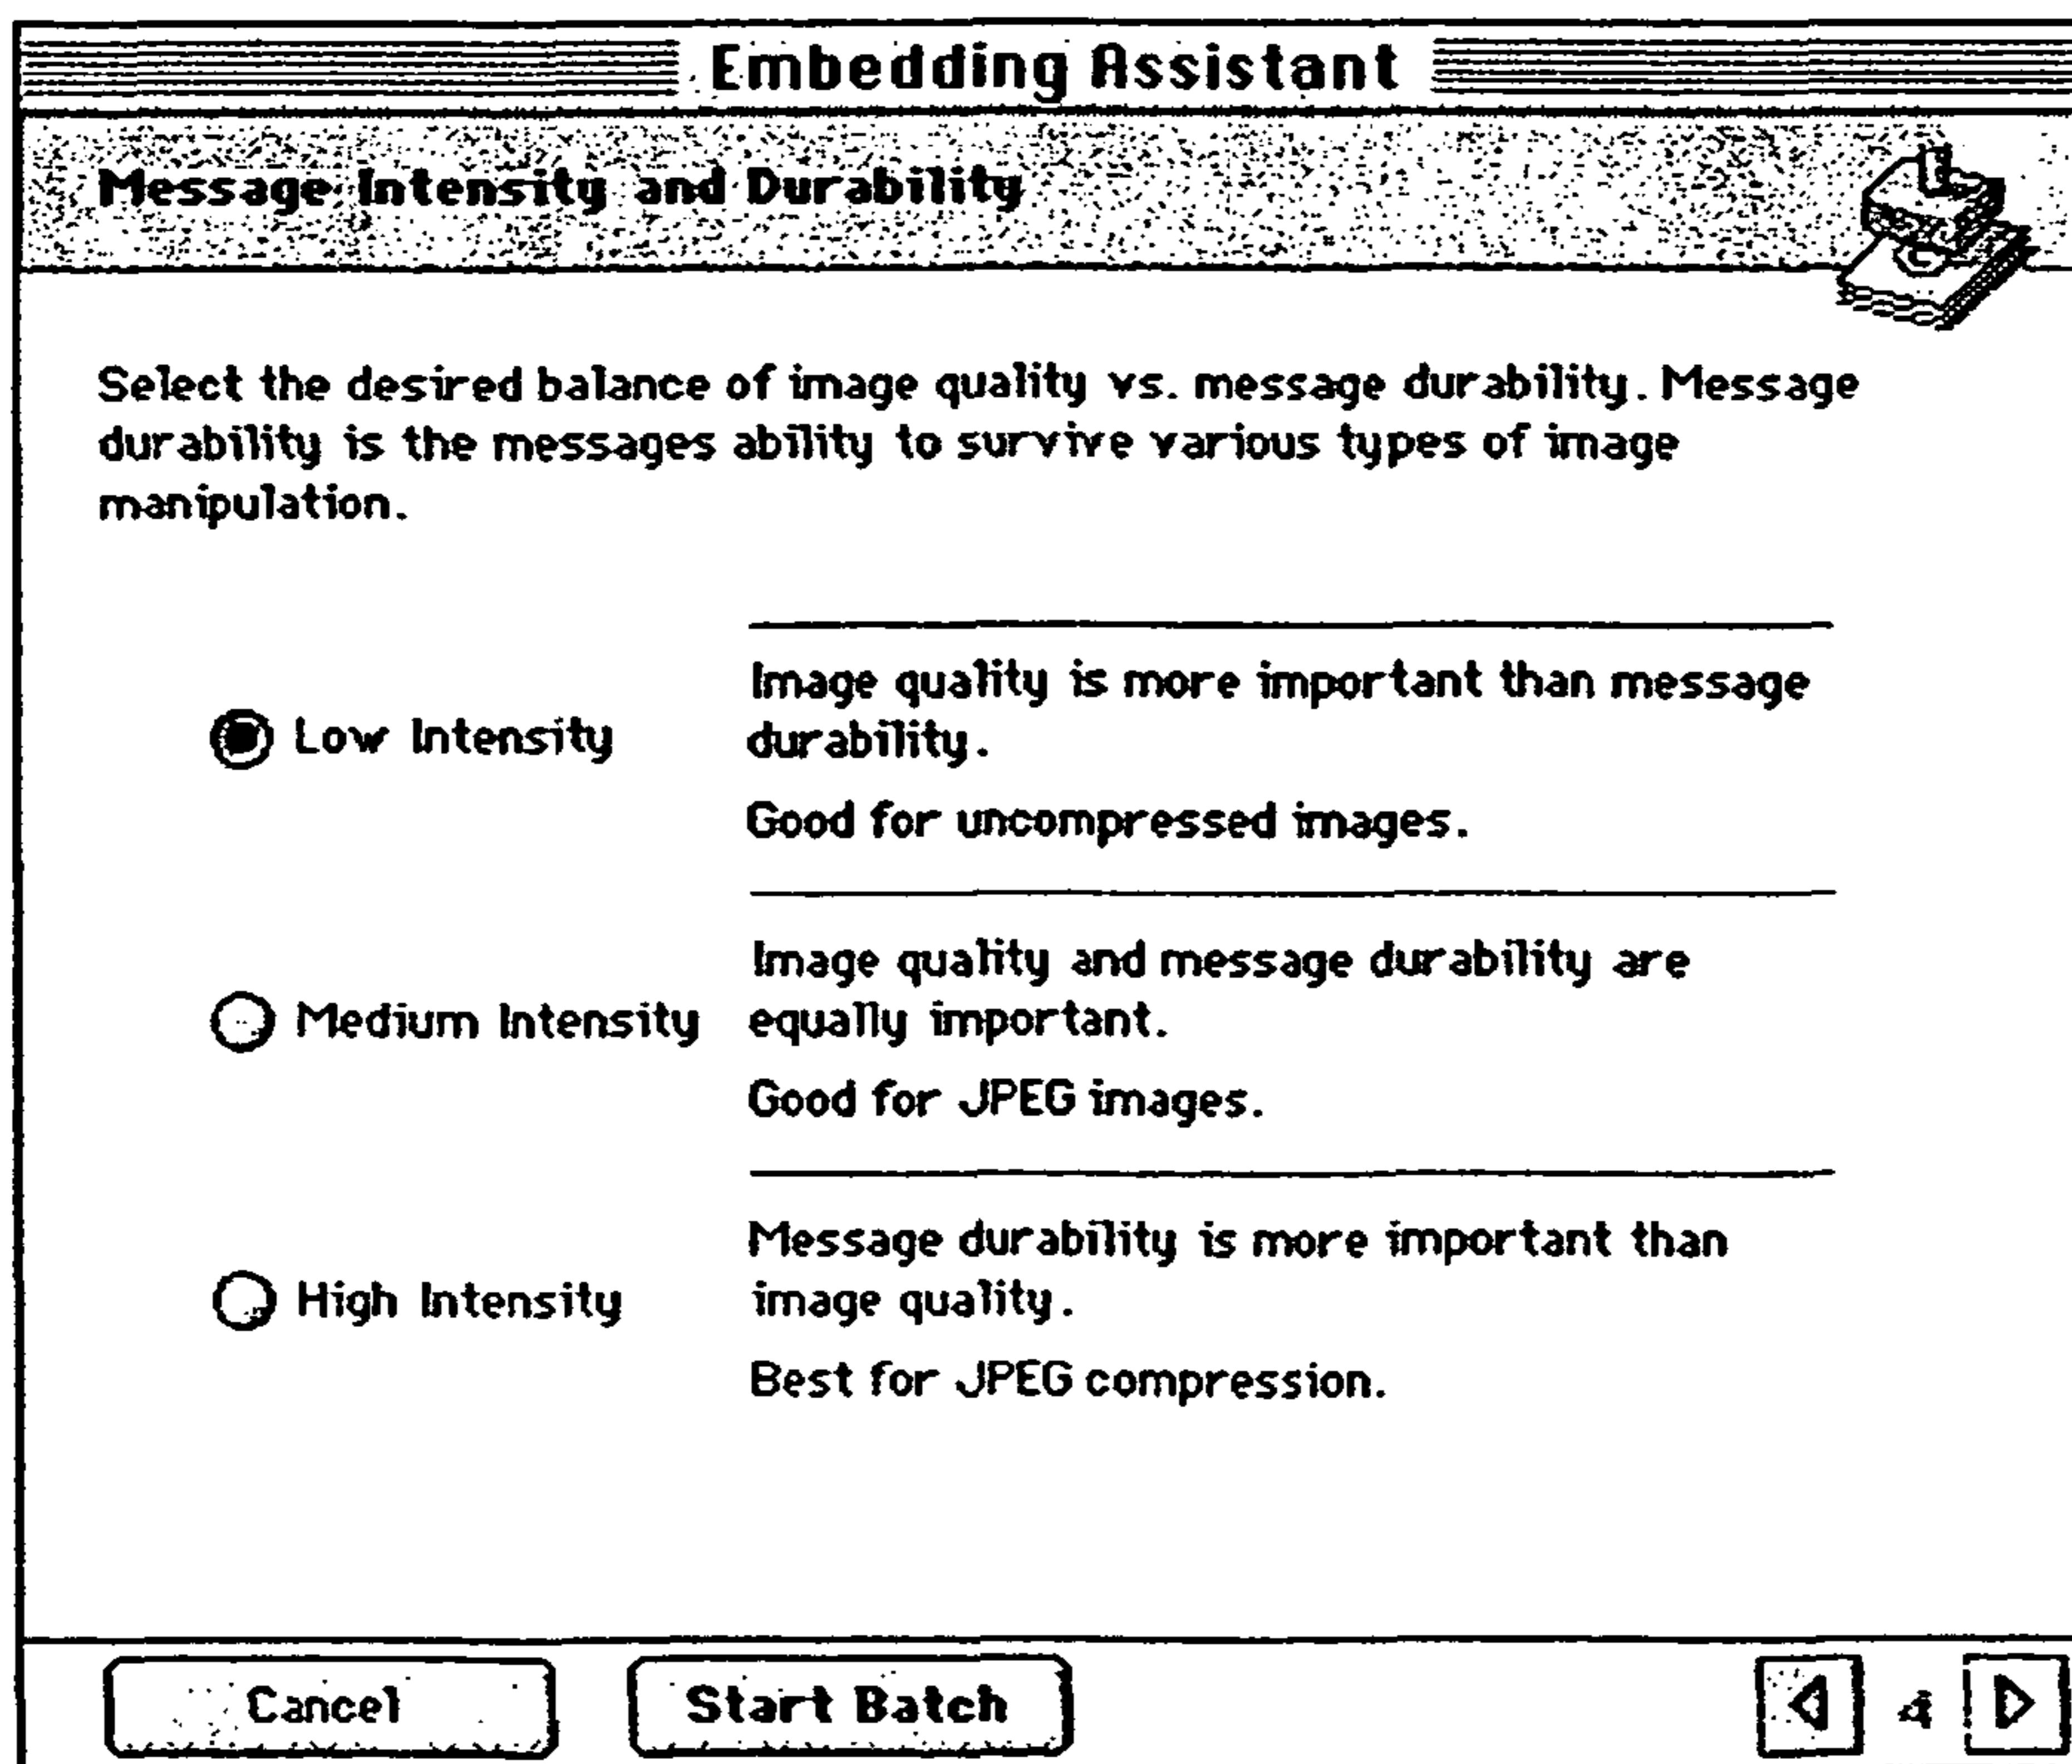 Embedding Assistant
Message Intensity and Durability
Select the desired balance of image quality vs. message durability. Message
durability is the messages ability to survive various types of image
manipulation.
Low Intensity
Image quality is more important than message
durability.
Good for uncompressed images.
Medium Intensity
Image quality and message durability are
equally important.
Good for JPEG images.
High Intensity
Message durability is more important than
image quality.
Best for JPEG compression.
Cancel
Start Batch
4